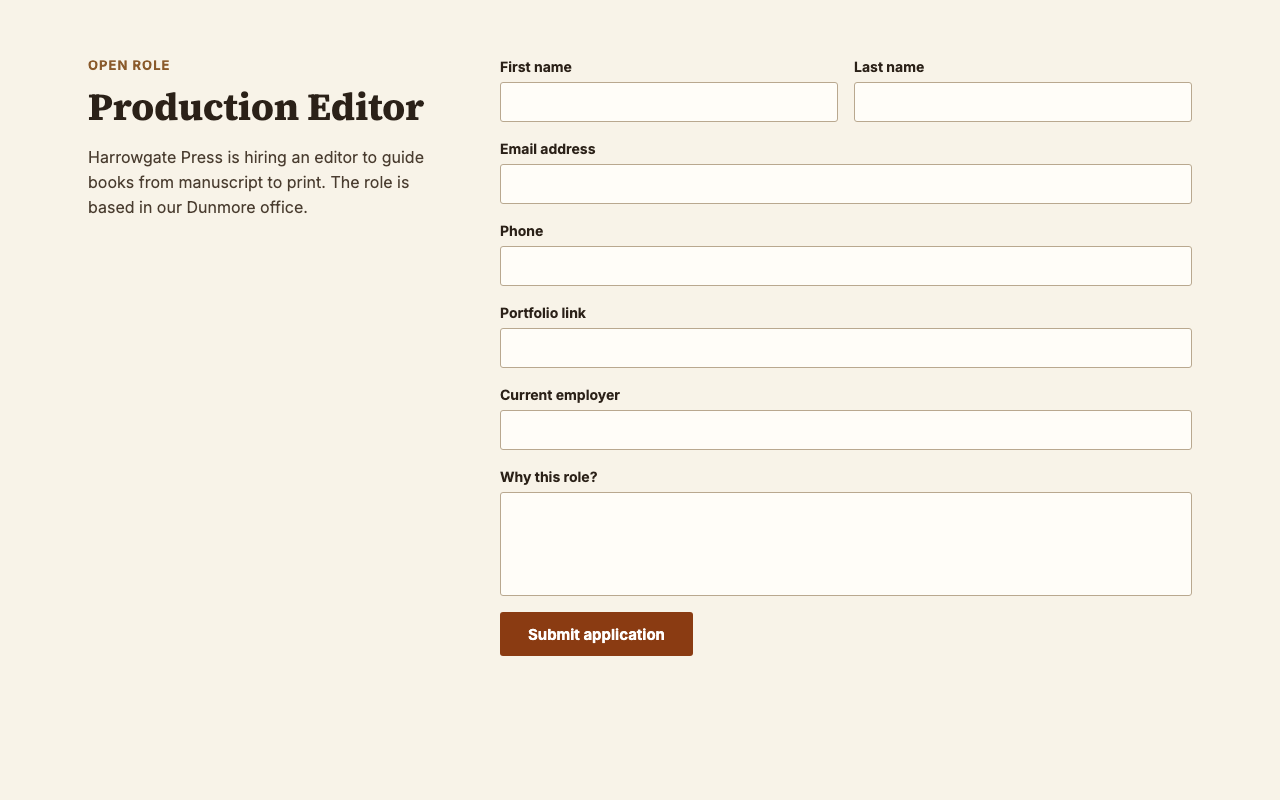 OPEN ROLE
Production Editor
Harrowgate Press is hiring an editor to guide
books from manuscript to print. The role is
based in our Dunmore office.
First name
Last name
Email address
Phone
Portfolio link
Current employer
Why this role?
Submit application